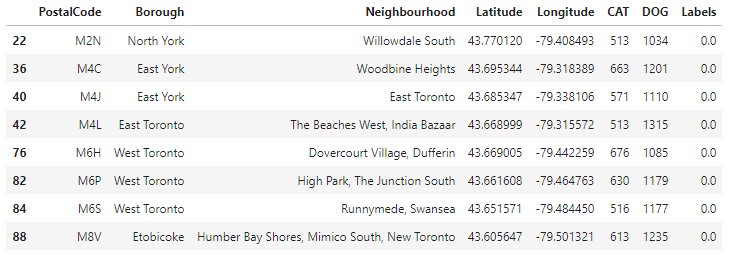 PostalCode Borough Neighbourhood Latitude Longitude CAT DOG Labels
22 M2N North York Willowdale South 43.770120 -79.408493 513 1034 0.0
36 M4C East York Woodbine Heights 43.695344 -79.318389 663 1201 0.0
40 M4J East York East Toronto 43.685347 -79.338106 571 1110 0.0
42 M4L East Toronto The Beaches West, India Bazaar 43.668999 -79.315572 513 1315 0.0
76 M6H West Toronto Dovercourt Village, Dufferin 43.669005 -79.442259 676 1085 0.0
82 M6P West Toronto High Park, The Junction South 43.661608 -79.464763 630 1179 0.0
84 M6S West Toronto Runnymede, Swansea 43.651571 -79.484450 516 1177 0.0
88 M8V Etobicoke Humber Bay Shores, Mimico South, New Toronto 43.605647 -79.501321 613 1235 0.0